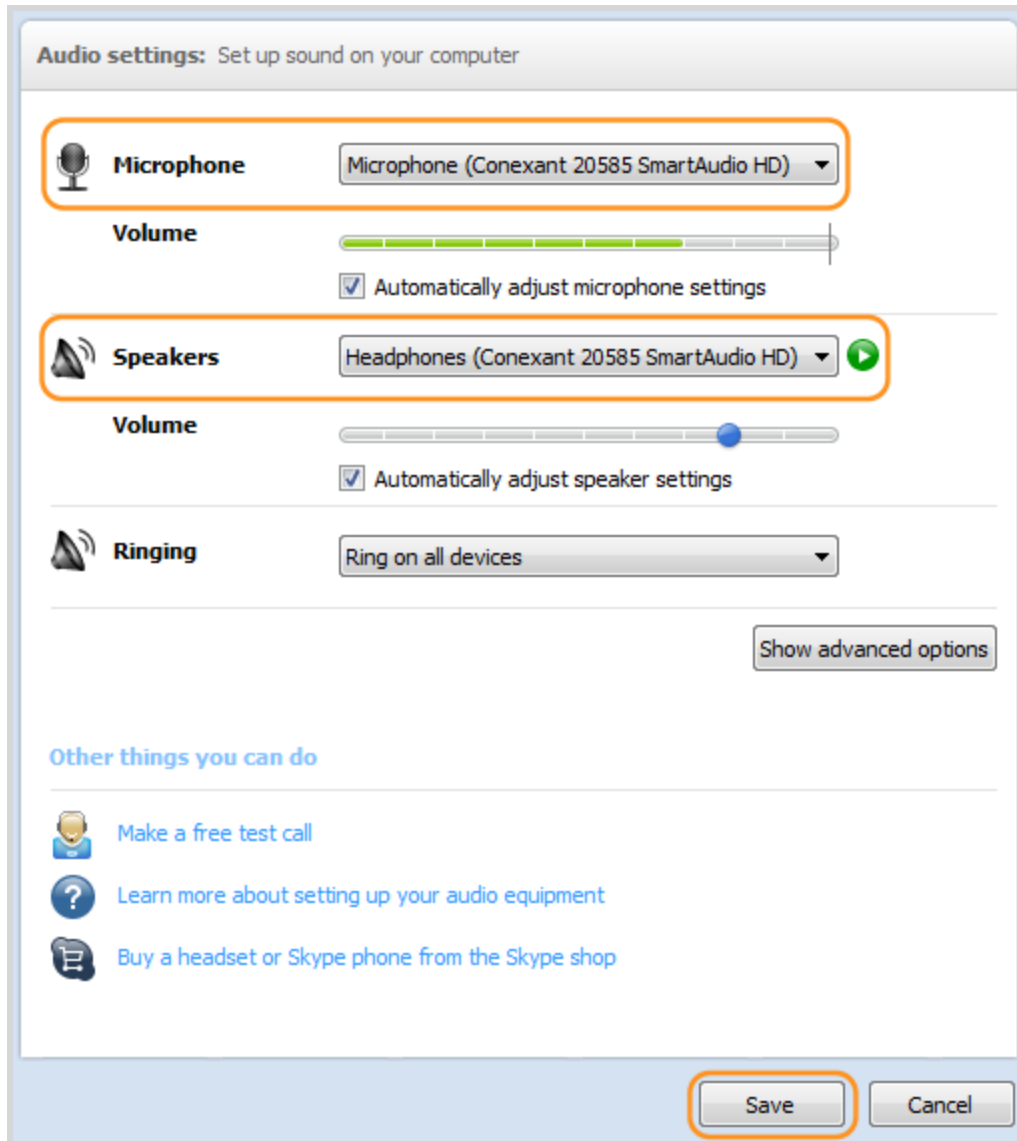 Audio settings: Set up sound on your computer
Microphone Microphone (Conexant 20585 SmartAudio HD)
Volume
Automatically adjust microphone settings
Speakers Headphones (Conexant 20585 SmartAudio HD)
Volume
Automatically adjust speaker settings
Ringing Ring on all devices
Show advanced options
Other things you can do
Make a free test call
? Learn more about setting up your audio equipment
Buy a headset or Skype phone from the Skype shop
Save Cancel